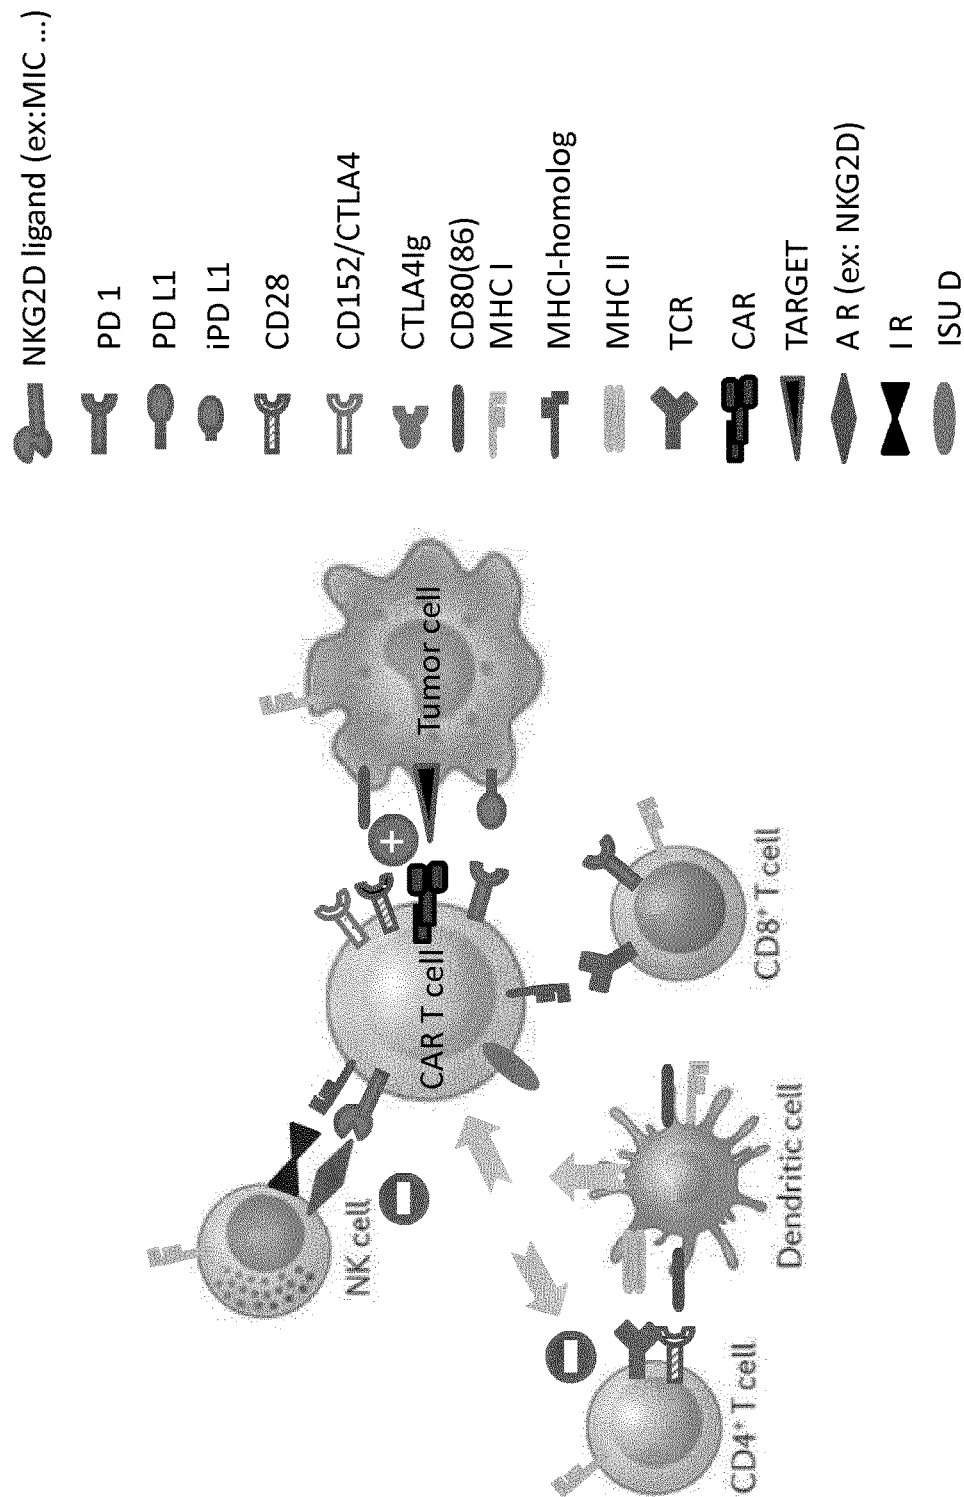 NKG2D ligand (ex:MIC ...)
PD 1
PD L1
iPD L1
CD28
CD152/CTLA4
CTLA4Ig
CD80(86)
MHC I
MHCI-homolog
MHC II
TCR
CAR
TARGET
A R (ex: NKG2D)
I R
ISU D
Tumor cell
+
CAR T cell
NK cell
CD8⁺ T cell
Dendritic cell
CD4⁺ T cell